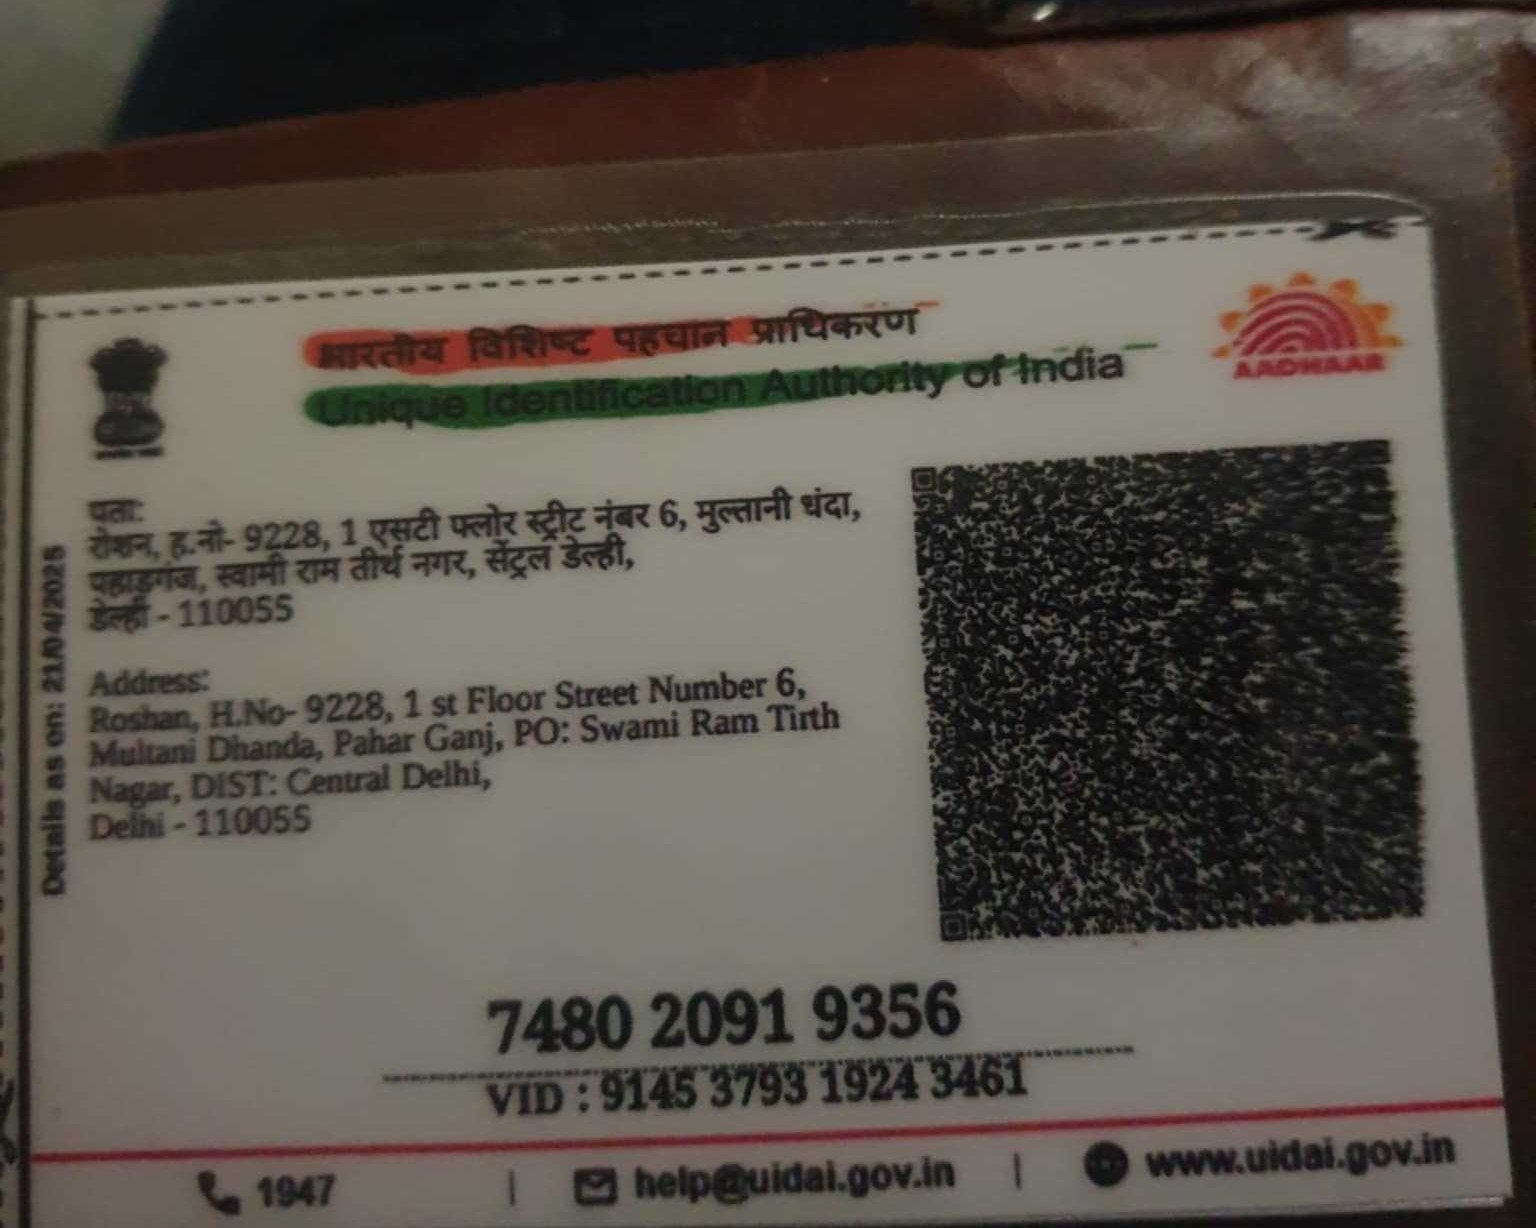 भारतीय विशिष्ट पहचान प्राधिकरण
Unique Identification Authority of India
AADHAAR
Details as on: 21/04/2025
पता:
रोशन, ह.नो- 9228, 1 एसटी फ्लोर स्ट्रीट नंबर 6, मुल्तानी धंदा,
पहाड़गंज, स्वामी राम तीर्थ नगर, सेंट्रल डेल्ही,
डेल्ही - 110055
Address:
Roshan, H.No- 9228, 1 st Floor Street Number 6,
Multani Dhanda, Pahar Ganj, PO: Swami Ram Tirth
Nagar, DIST: Central Delhi,
Delhi - 110055
7480 2091 9356
VID : 9145 3793 1924 3461
1947 | help@uidai.gov.in | www.uidai.gov.in